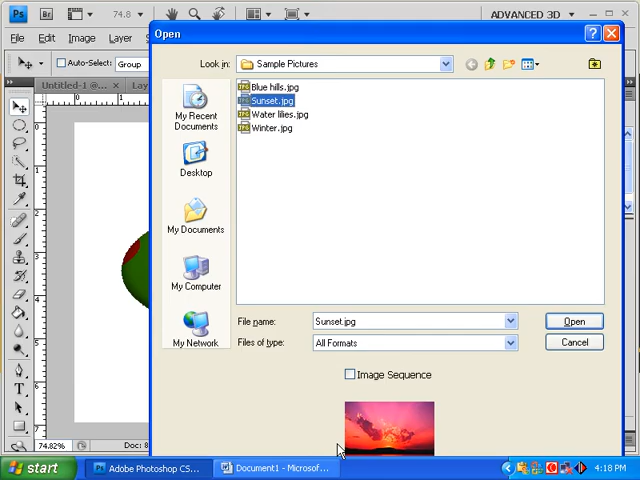 Ps
74.8
ADVANCED 3D
File Edit Image Layer
Auto-Select: Group
Open
Look in: Sample Pictures
Untitled-1 @...
Blue hills.jpg
Sunset.jpg
Water lilies.jpg
Winter.jpg
My Recent
Documents
Desktop
My Documents
My Computer
My Network
File name: Sunset.jpg Open
Files of type: All Formats Cancel
Image Sequence
74.82% Doc: 8
start Adobe Photoshop CS... Document1 - Microsof... 4:18 PM